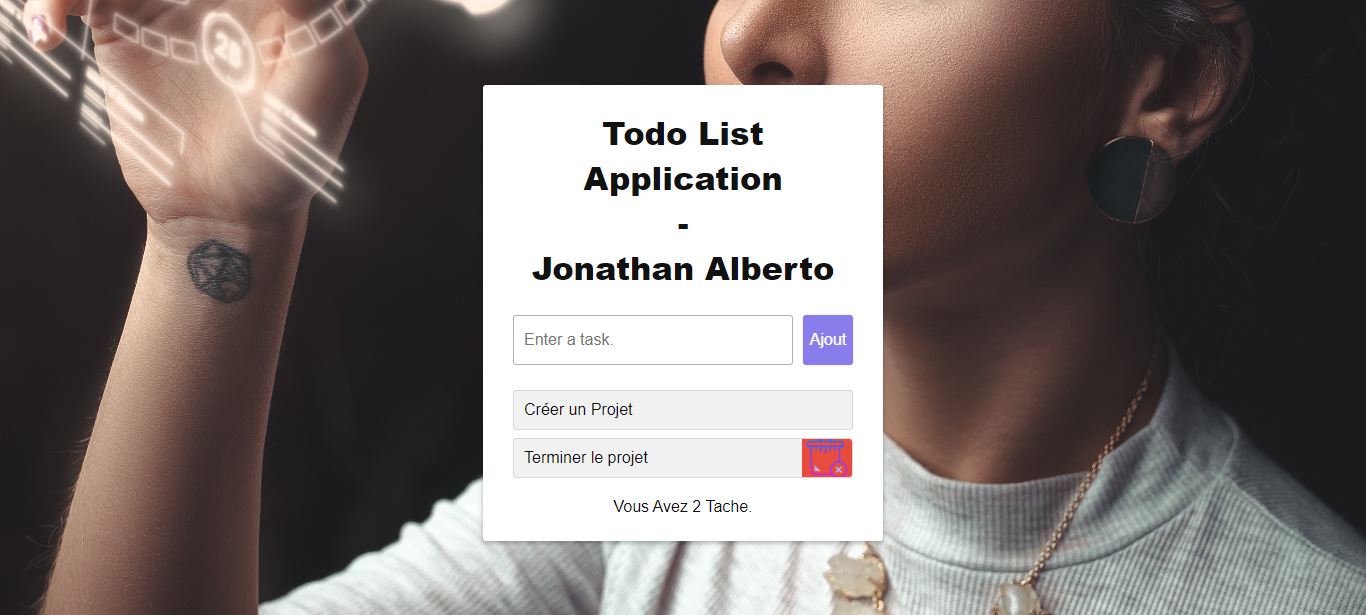 Todo List
Application
-
Jonathan Alberto
Enter a task.
Ajout
Créer un Projet
Terminer le projet
Vous Avez 2 Tache.